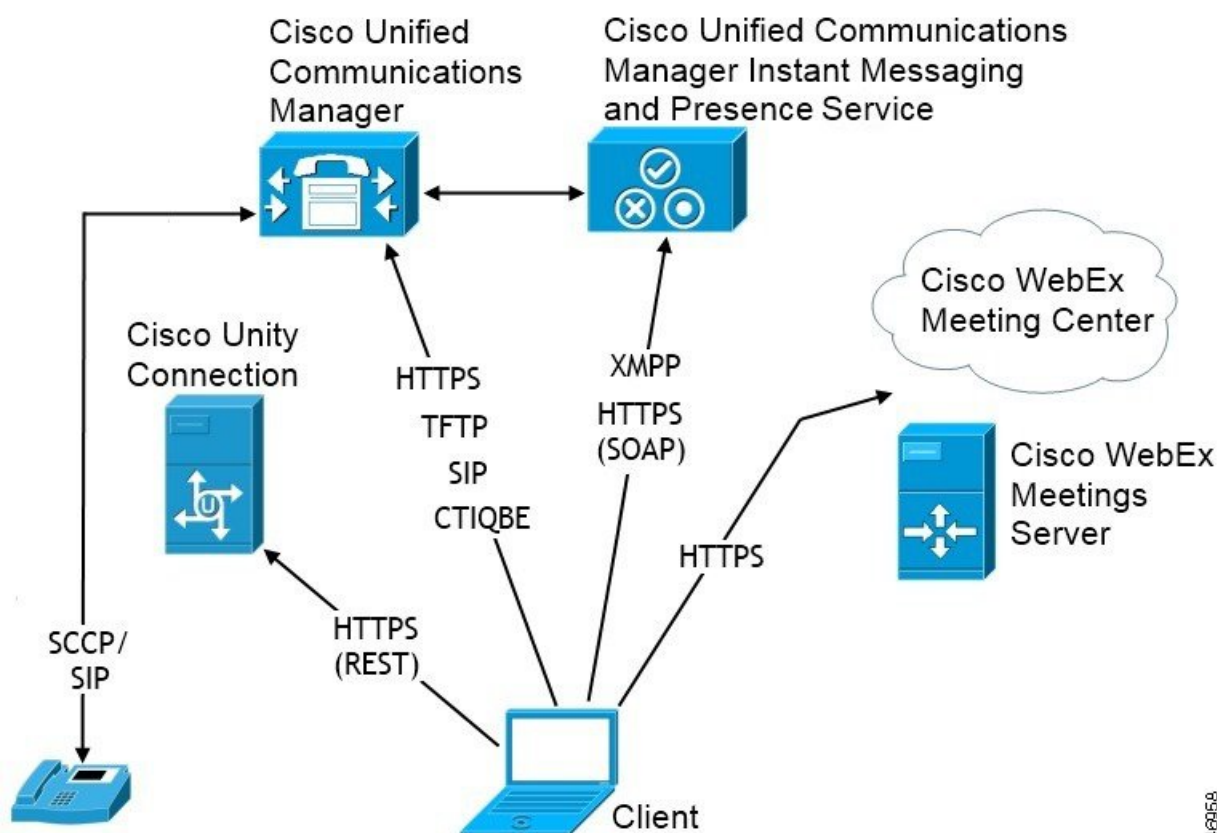 Cisco Unified
Communications
Manager
Cisco Unified Communications
Manager Instant Messaging
and Presence Service
Cisco WebEx
Meeting Center
Cisco Unity
Connection
HTTPS
TFTP
SIP
CTIQBE
XMPP
HTTPS
(SOAP)
U
Cisco WebEx
Meetings
Server
HTTPS
HTTPS
(REST)
SCCP/
SIP
Client